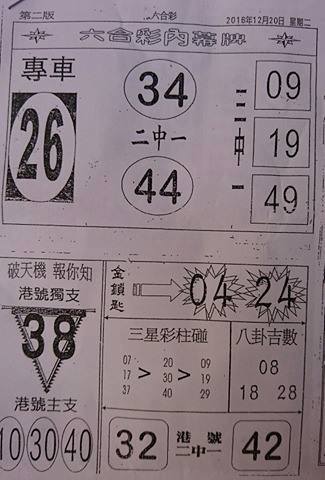 第二版
六合彩
2016年12月20日 星期二
六合彩內幕牌
專車
26
34
二中一
44
三中一
09
19
49
破天機 報你知
港號獨支
38
港號主支
10 30 40
金鎖匙
04 24
三星彩柱碰
07 20 09
17 > 30 > 19
37 40 29
八卦吉數
08
18 28
32
港號
二中一
42